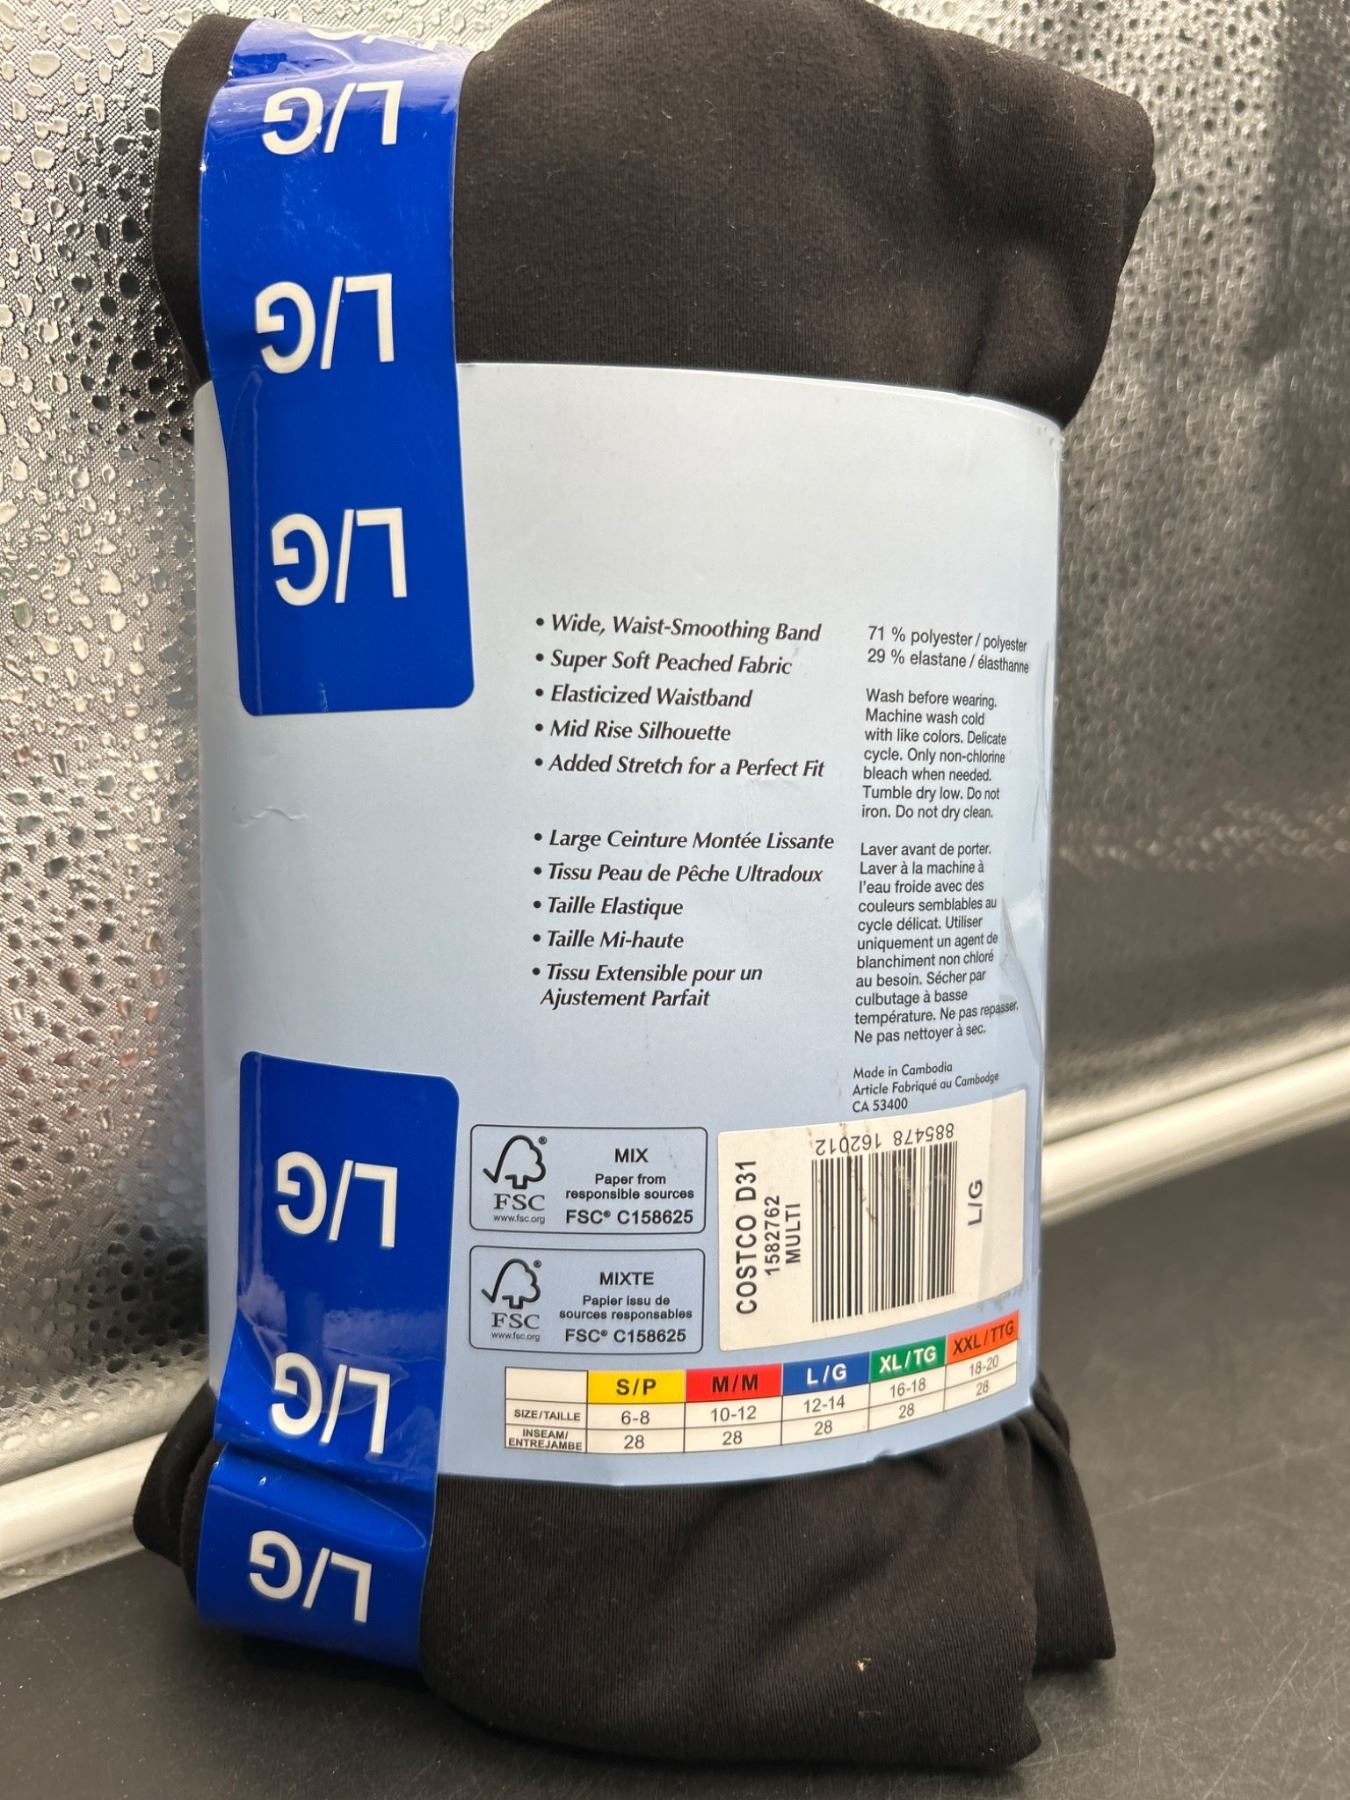 L/G
L/G
L/G
• Wide, Waist-Smoothing Band
• Super Soft Peached Fabric
• Elasticized Waistband
• Mid Rise Silhouette
• Added Stretch for a Perfect Fit
• Large Ceinture Montée Lissante
• Tissu Peau de Pêche Ultradoux
• Taille Elastique
• Taille Mi-haute
• Tissu Extensible pour un
Ajustement Parfait
71 % polyester / polyester
29 % elastane / élasthanne
Wash before wearing.
Machine wash cold
with like colors. Delicate
cycle. Only non-chlorine
bleach when needed.
Tumble dry low. Do not
iron. Do not dry clean.
Laver avant de porter.
Laver à la machine à
l'eau froide avec des
couleurs semblables au
cycle délicat. Utiliser
uniquement un agent de
blanchiment non chloré
au besoin. Sécher par
culbutage à basse
température. Ne pas repasser.
Ne pas nettoyer à sec.
Made in Cambodia
Article Fabriqué au Cambodge
CA 53400
L/G
L/G
L/G
FSC
www.fsc.org
MIX
Paper from
responsible sources
FSC® C158625
FSC
www.fsc.org
MIXTE
Papier issu de
sources responsables
FSC® C158625
COSTCO D31
1582762
MULTI
885478 162012
L/G
S/P M/M L/G XL/TG XXL/TTG
SIZE/TAILLE 6-8 10-12 12-14 16-18 18-20
INSEAM/
ENTREJAMBE 28 28 28 28 28